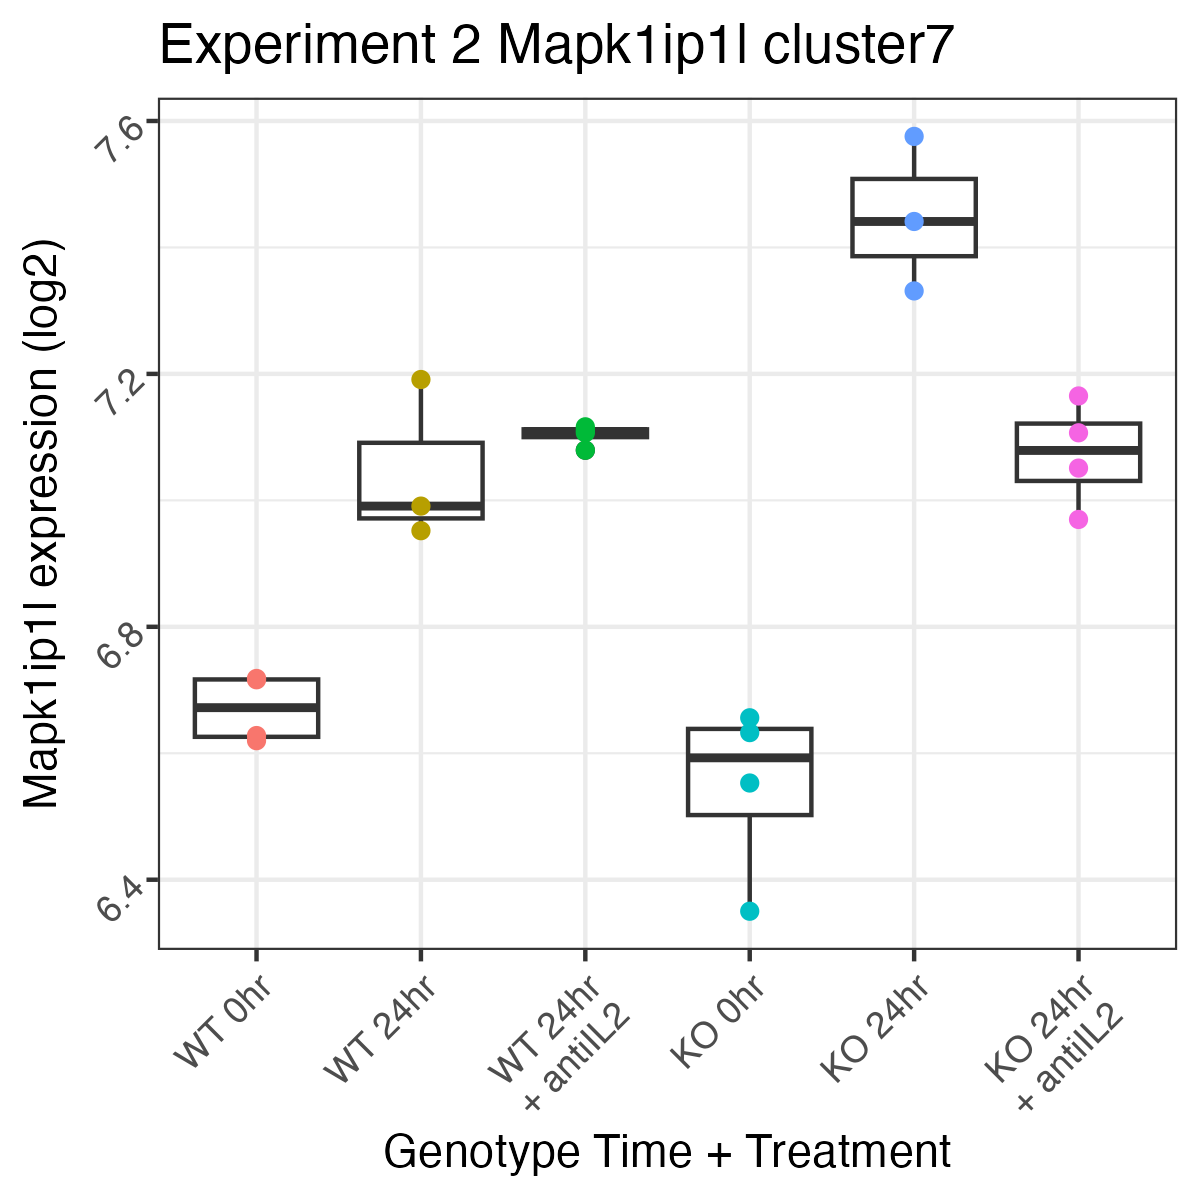 Experiment 2 Mapk1ip1l cluster7
Mapk1ip1l expression (log2)
7.6
7.2
6.8
6.4
WT 0hr
WT 24hr
WT 24hr
+ antiIL2
KO 0hr
KO 24hr
KO 24hr
+ antiIL2
Genotype Time + Treatment